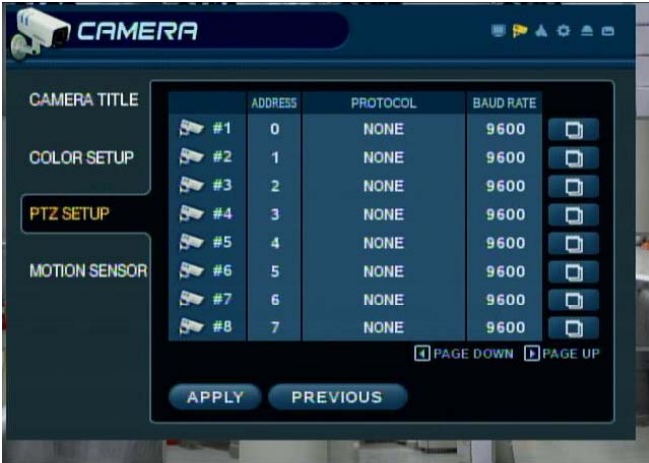 CAMERA
CAMERA TITLE
COLOR SETUP
PTZ SETUP
MOTION SENSOR
ADDRESS PROTOCOL BAUD RATE
#1 0 NONE 9600
#2 1 NONE 9600
#3 2 NONE 9600
#4 3 NONE 9600
#5 4 NONE 9600
#6 5 NONE 9600
#7 6 NONE 9600
#8 7 NONE 9600
PAGE DOWN PAGE UP
APPLY PREVIOUS